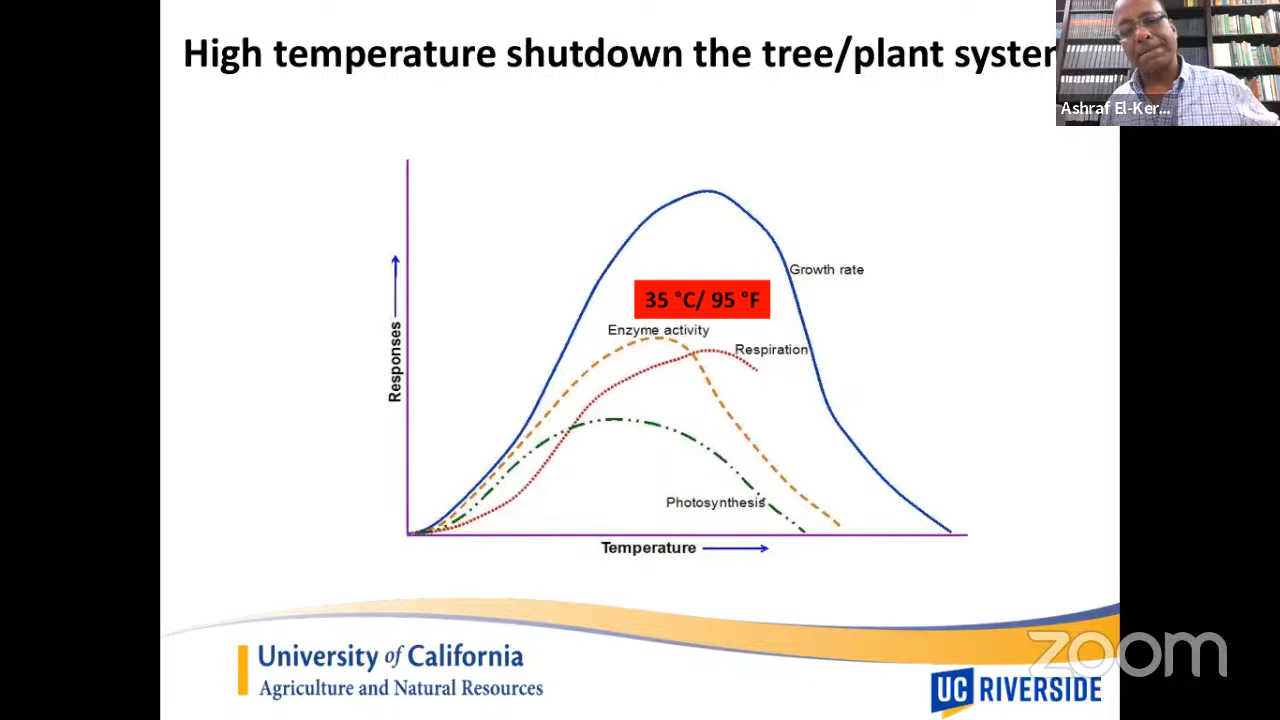 High temperature shutdown the tree/plant system
Ashraf El-Ker...
Growth rate
35 °C/ 95 °F
Enzyme activity
Respiration
Responses
Photosynthesis
Temperature
University of California
Agriculture and Natural Resources
zoom
UC RIVERSIDE